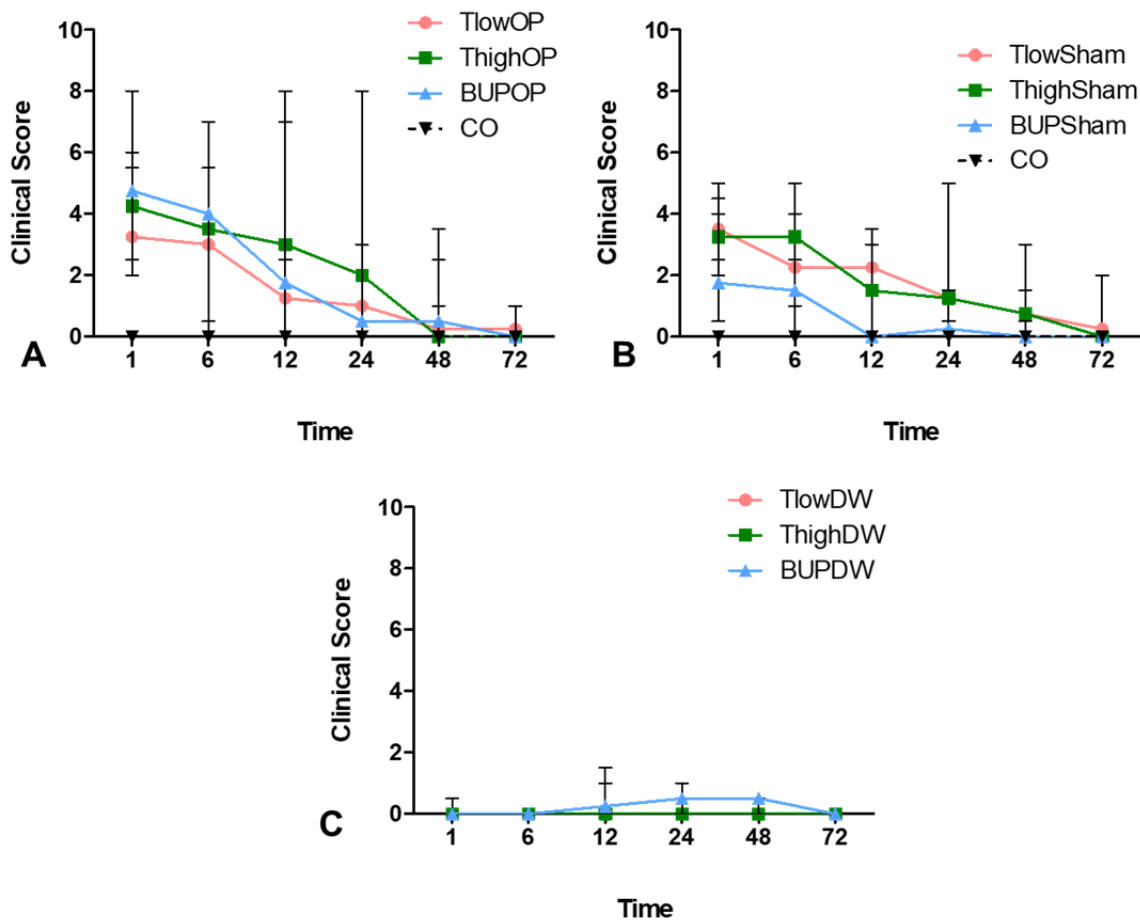 10
8
6
4
2
0
Clinical Score
TlowOP
ThighOP
BUPOP
CO
A
1 6 12 24 48 72
Time
10
8
6
4
2
0
Clinical Score
TlowSham
ThighSham
BUPSham
CO
B
1 6 12 24 48 72
Time
10
8
6
4
2
0
Clinical Score
TlowDW
ThighDW
BUPDW
C
1 6 12 24 48 72
Time